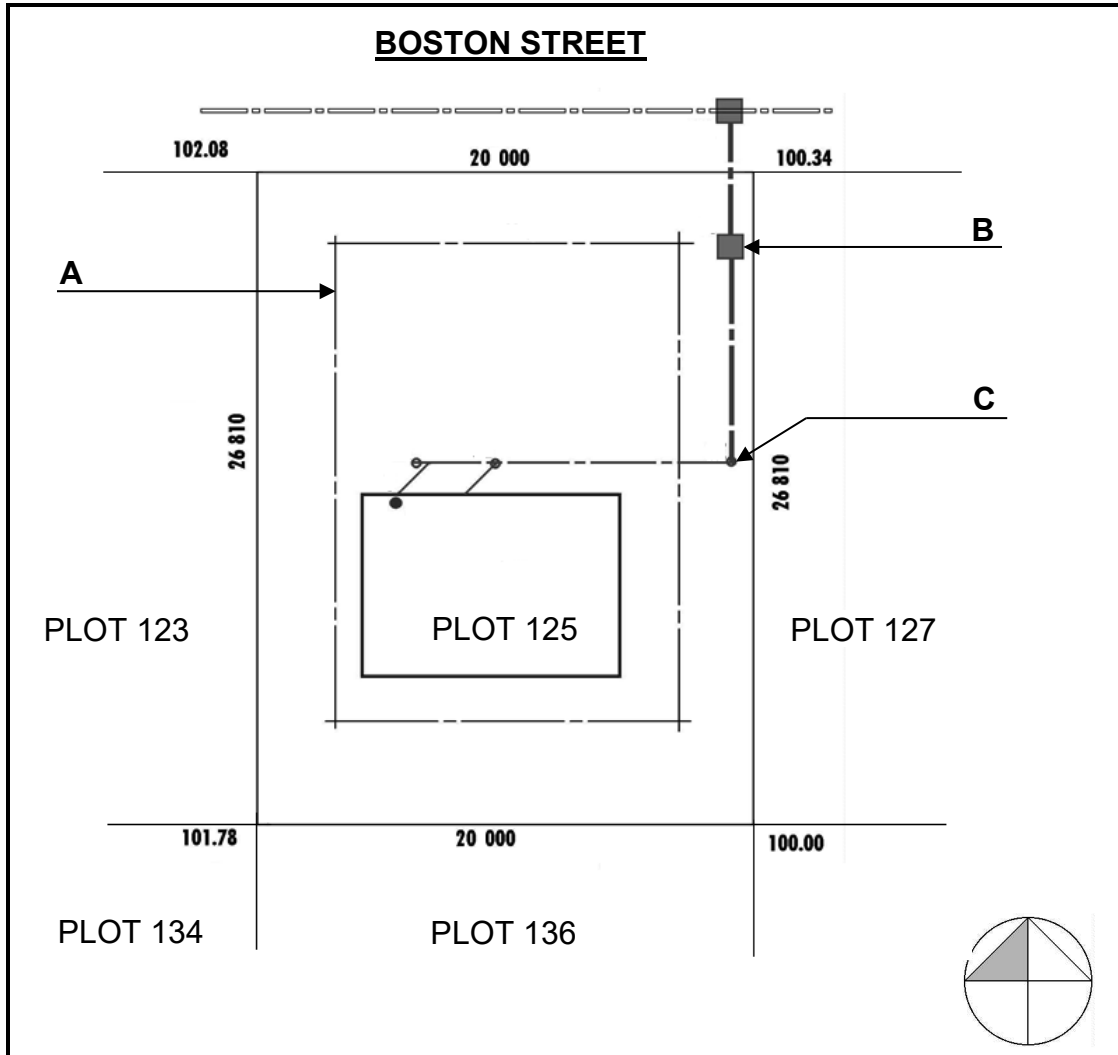 BOSTON STREET
102.08
20 000
100.34
B
A
C
26 810
26 810
PLOT 123
PLOT 125
PLOT 127
101.78
20 000
100.00
PLOT 134
PLOT 136